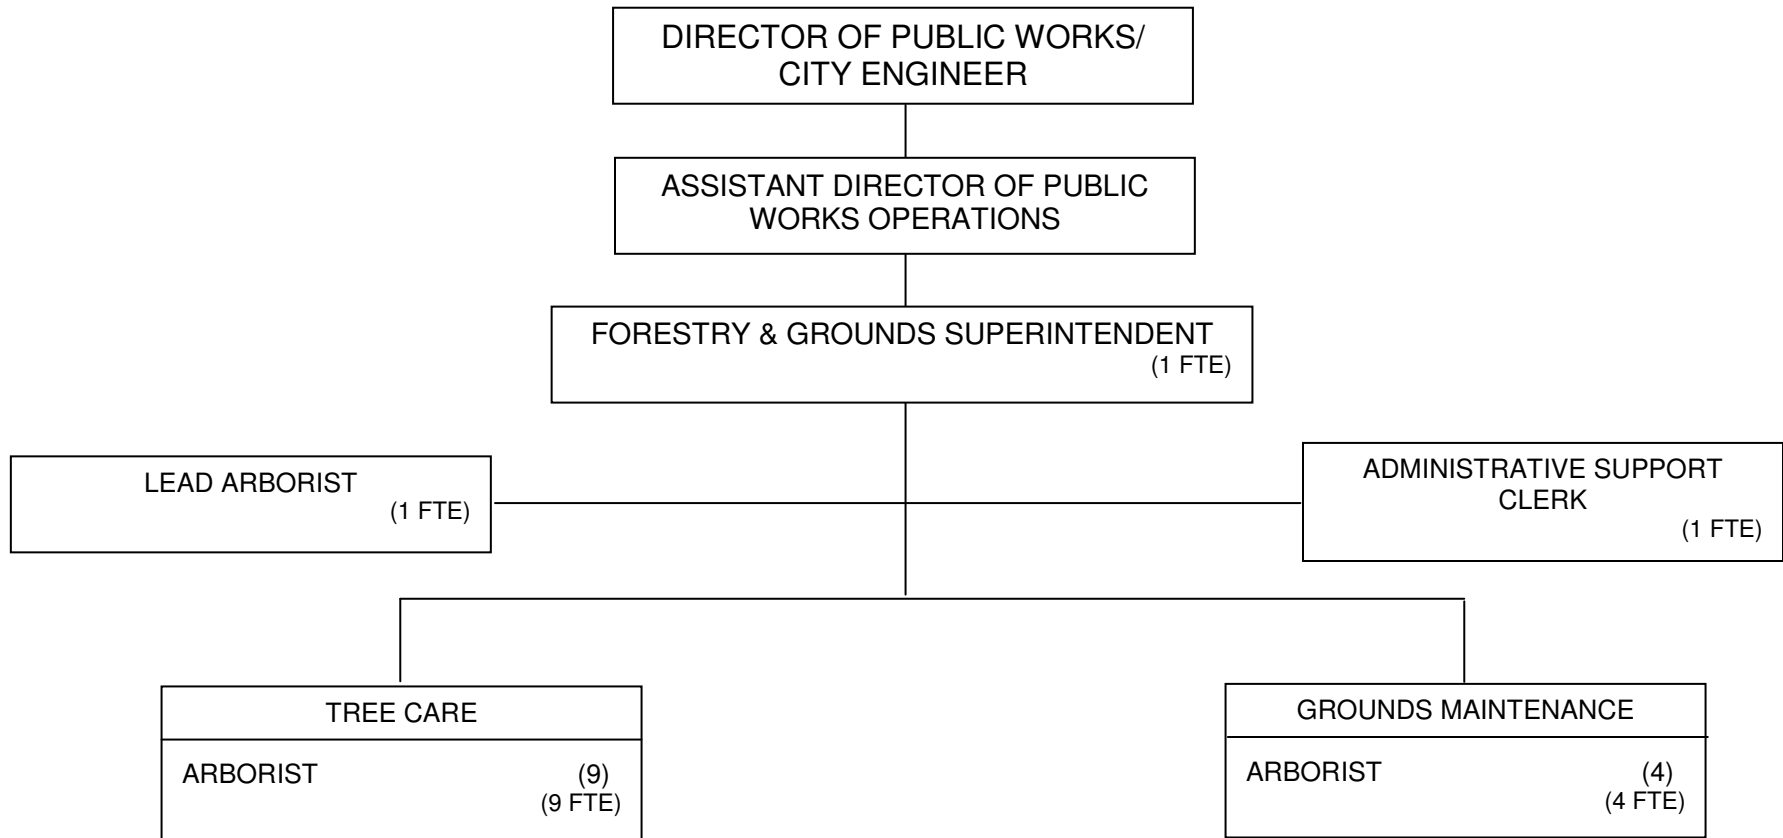 DIRECTOR OF PUBLIC WORKS/
CITY ENGINEER
ASSISTANT DIRECTOR OF PUBLIC
WORKS OPERATIONS
FORESTRY & GROUNDS SUPERINTENDENT
(1 FTE)
LEAD ARBORIST
(1 FTE)
ADMINISTRATIVE SUPPORT
CLERK
(1 FTE)
TREE CARE
ARBORIST (9)
(9 FTE)
GROUNDS MAINTENANCE
ARBORIST (4)
(4 FTE)